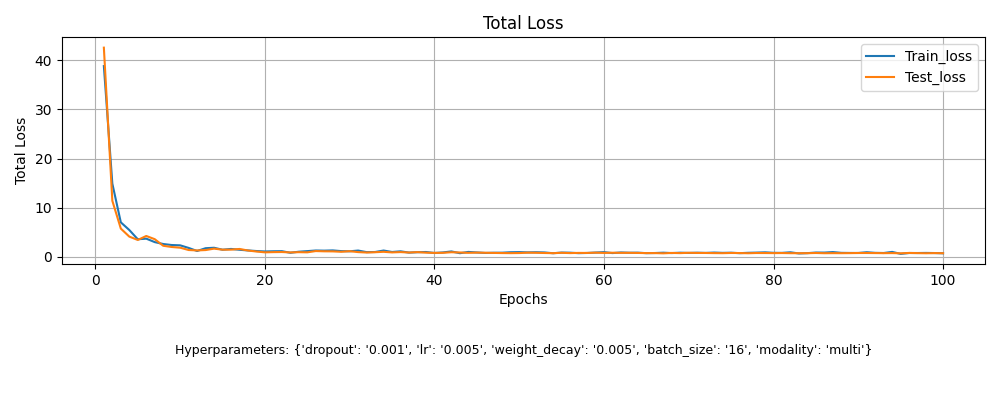 Total Loss
40
30
20
10
0
Total Loss
Train_loss
Test_loss
0 20 40 60 80 100
Epochs
Hyperparameters: {'dropout': '0.001', 'lr': '0.005', 'weight_decay': '0.005', 'batch_size': '16', 'modality': 'multi'}